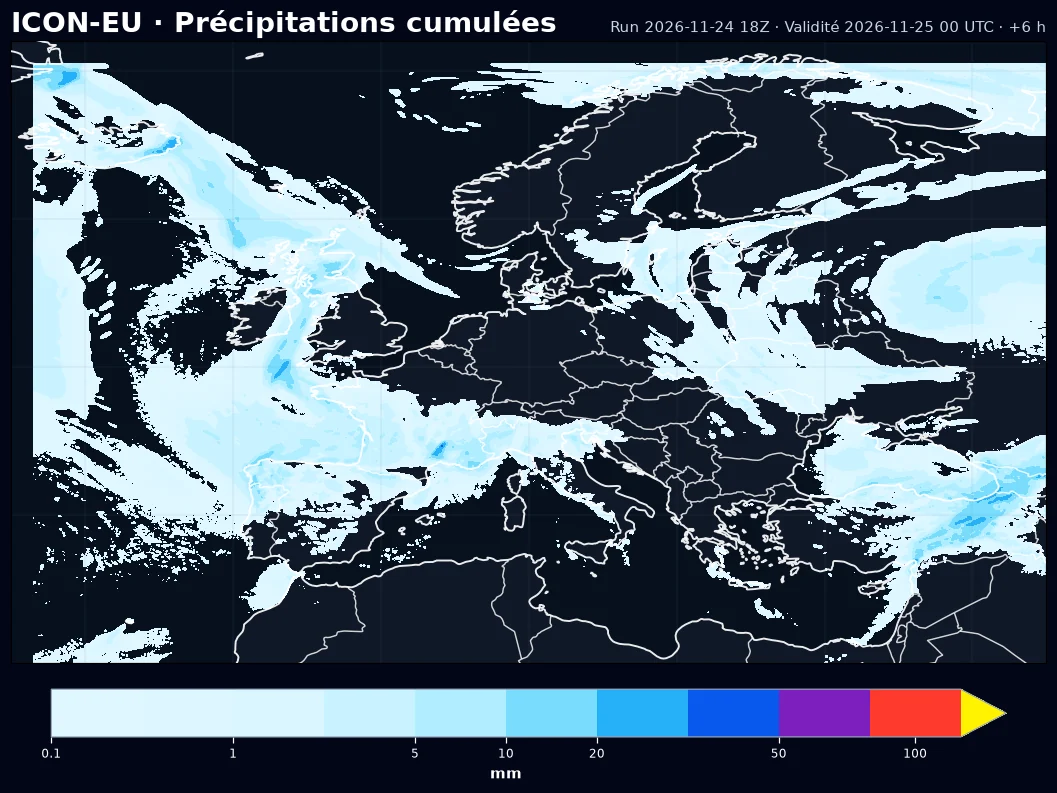 ICON-EU · Précipitations cumulées
Run 2026-11-24 18Z · Validité 2026-11-25 00 UTC · +6 h
0.1 1 5 10 20 50 100
mm